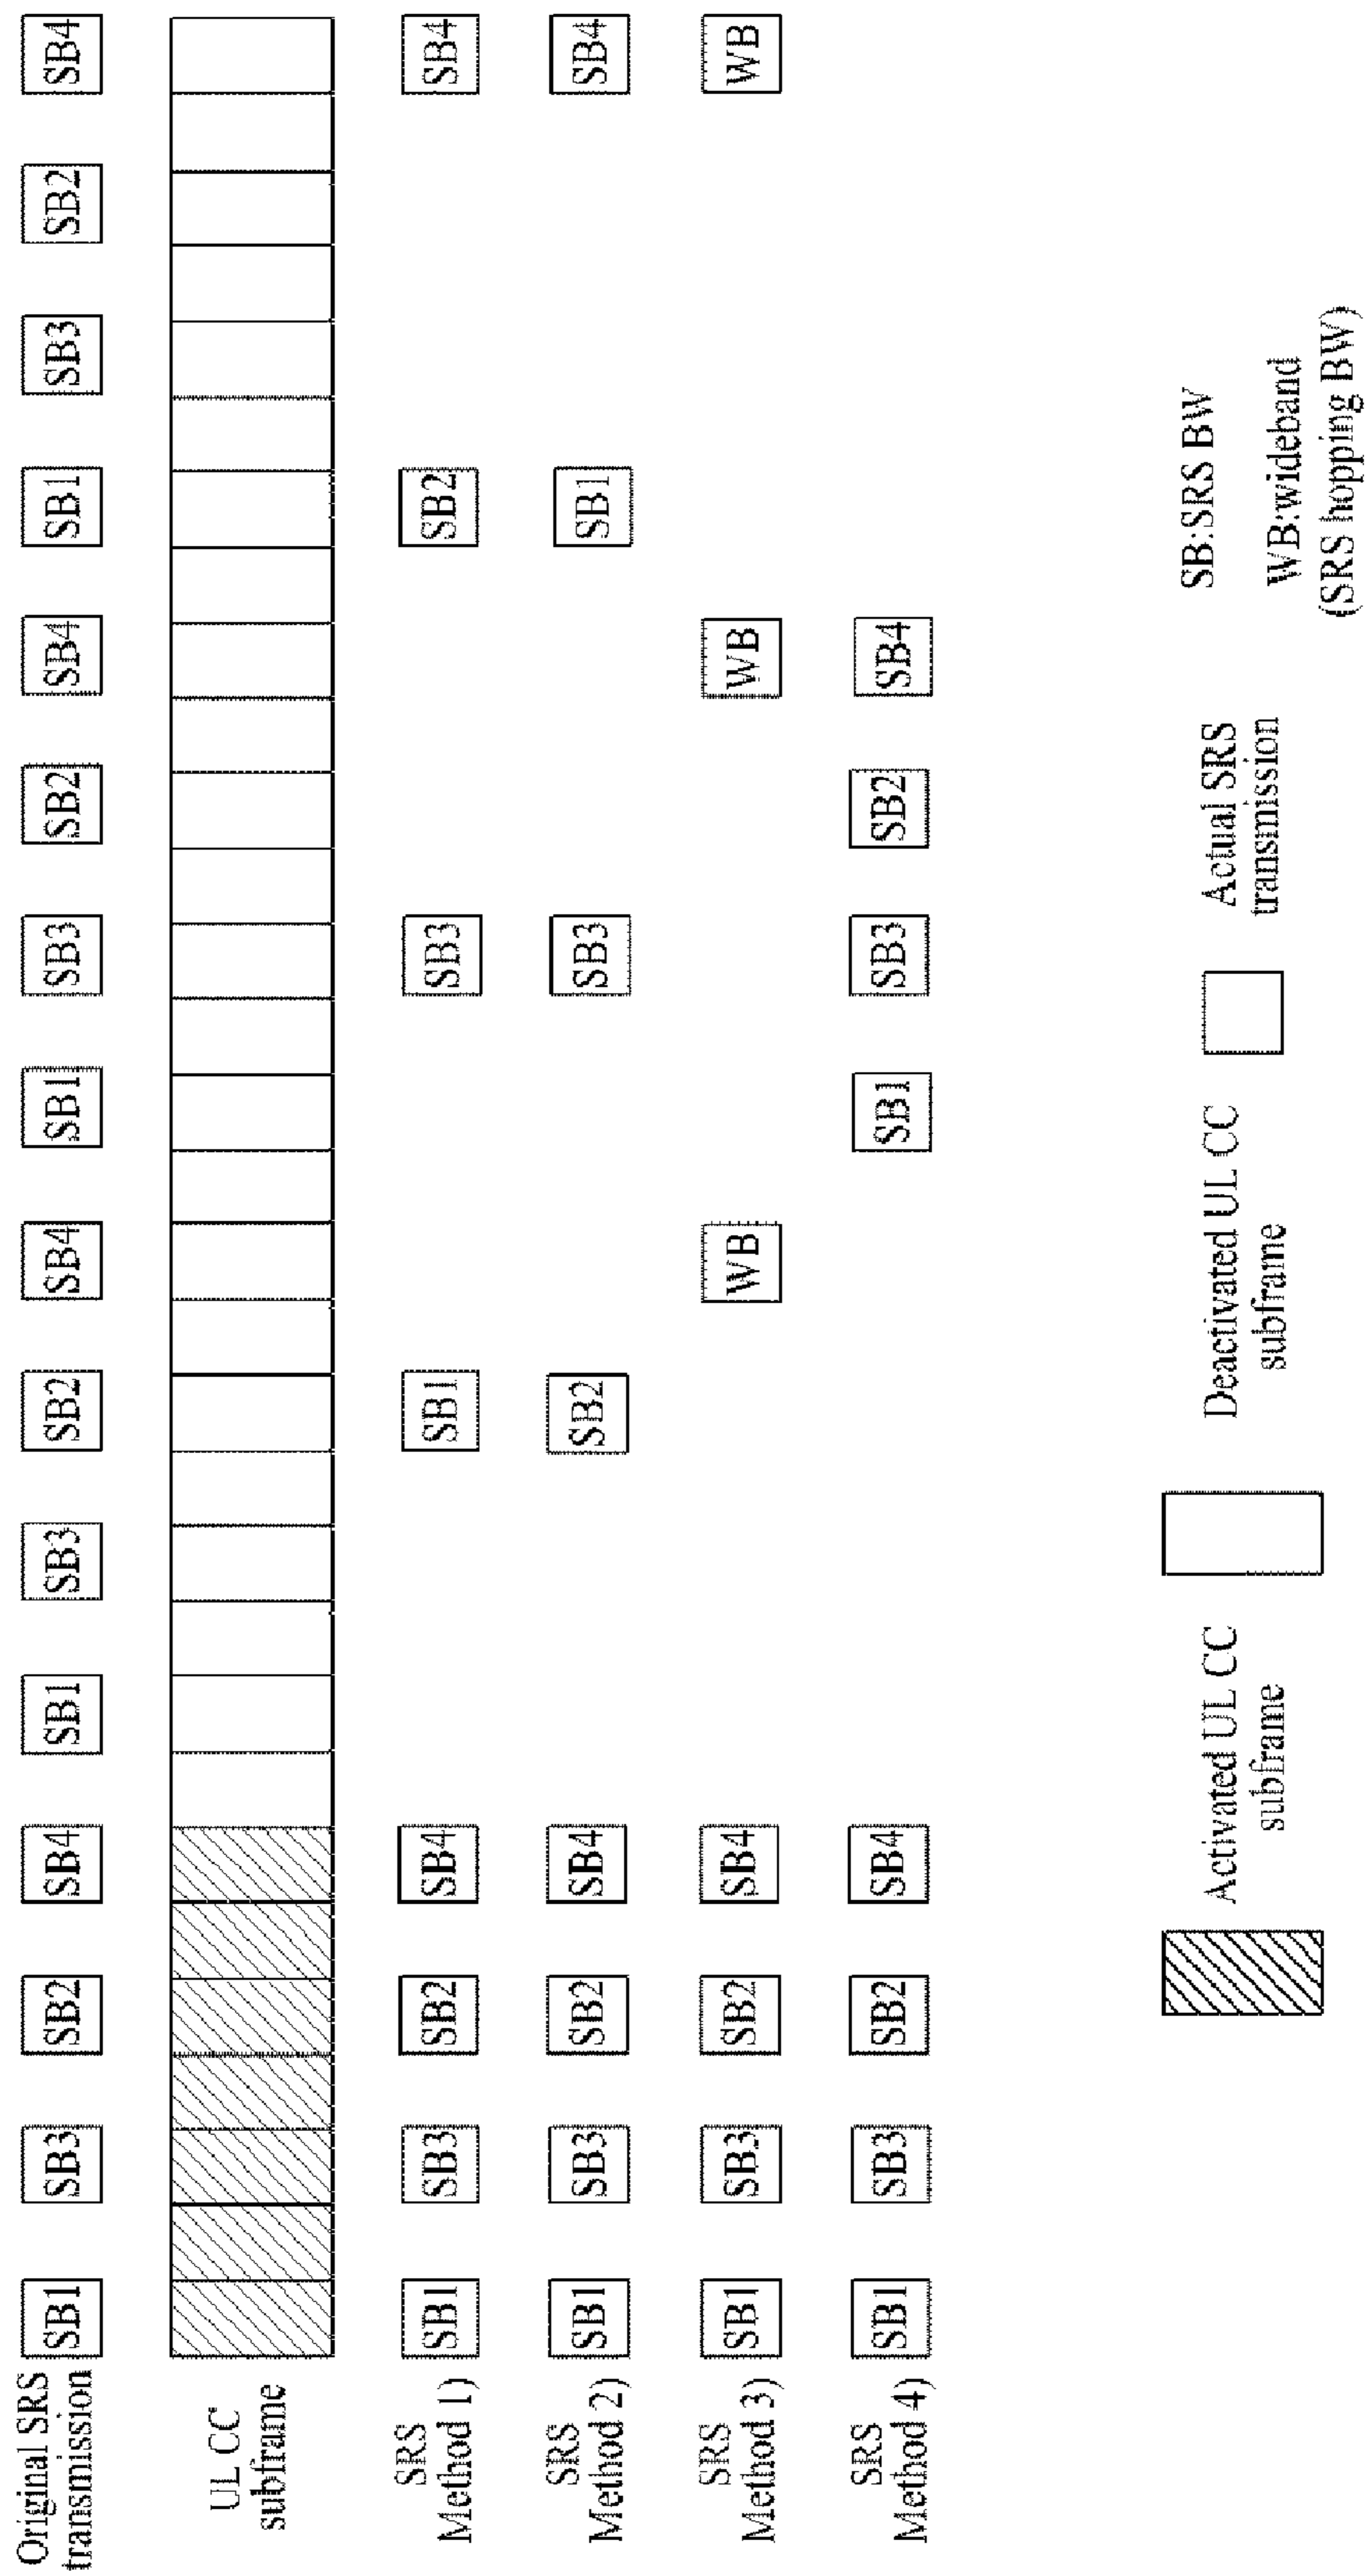 Original SRS
transmission
SB1 SB3 SB2 SB4 SB1 SB3 SB2 SB4 SB1 SB3 SB2 SB4 SB1 SB3 SB2 SB4
UL CC
subframe
SRS
Method 1)
SB1 SB3 SB2 SB4 SB1 SB3 SB2 SB4
SRS
Method 2)
SB1 SB3 SB2 SB4 SB2 SB3 SB1 SB4
SRS
Method 3)
SB1 SB3 SB2 SB4 WB WB WB
SRS
Method 4)
SB1 SB3 SB2 SB4 SB1 SB3 SB2 SB4
Activated UL CC
subframe
Deactivated UL CC
subframe
Actual SRS
transmission
SB:SRS BW
WB:wideband
(SRS hopping BW)